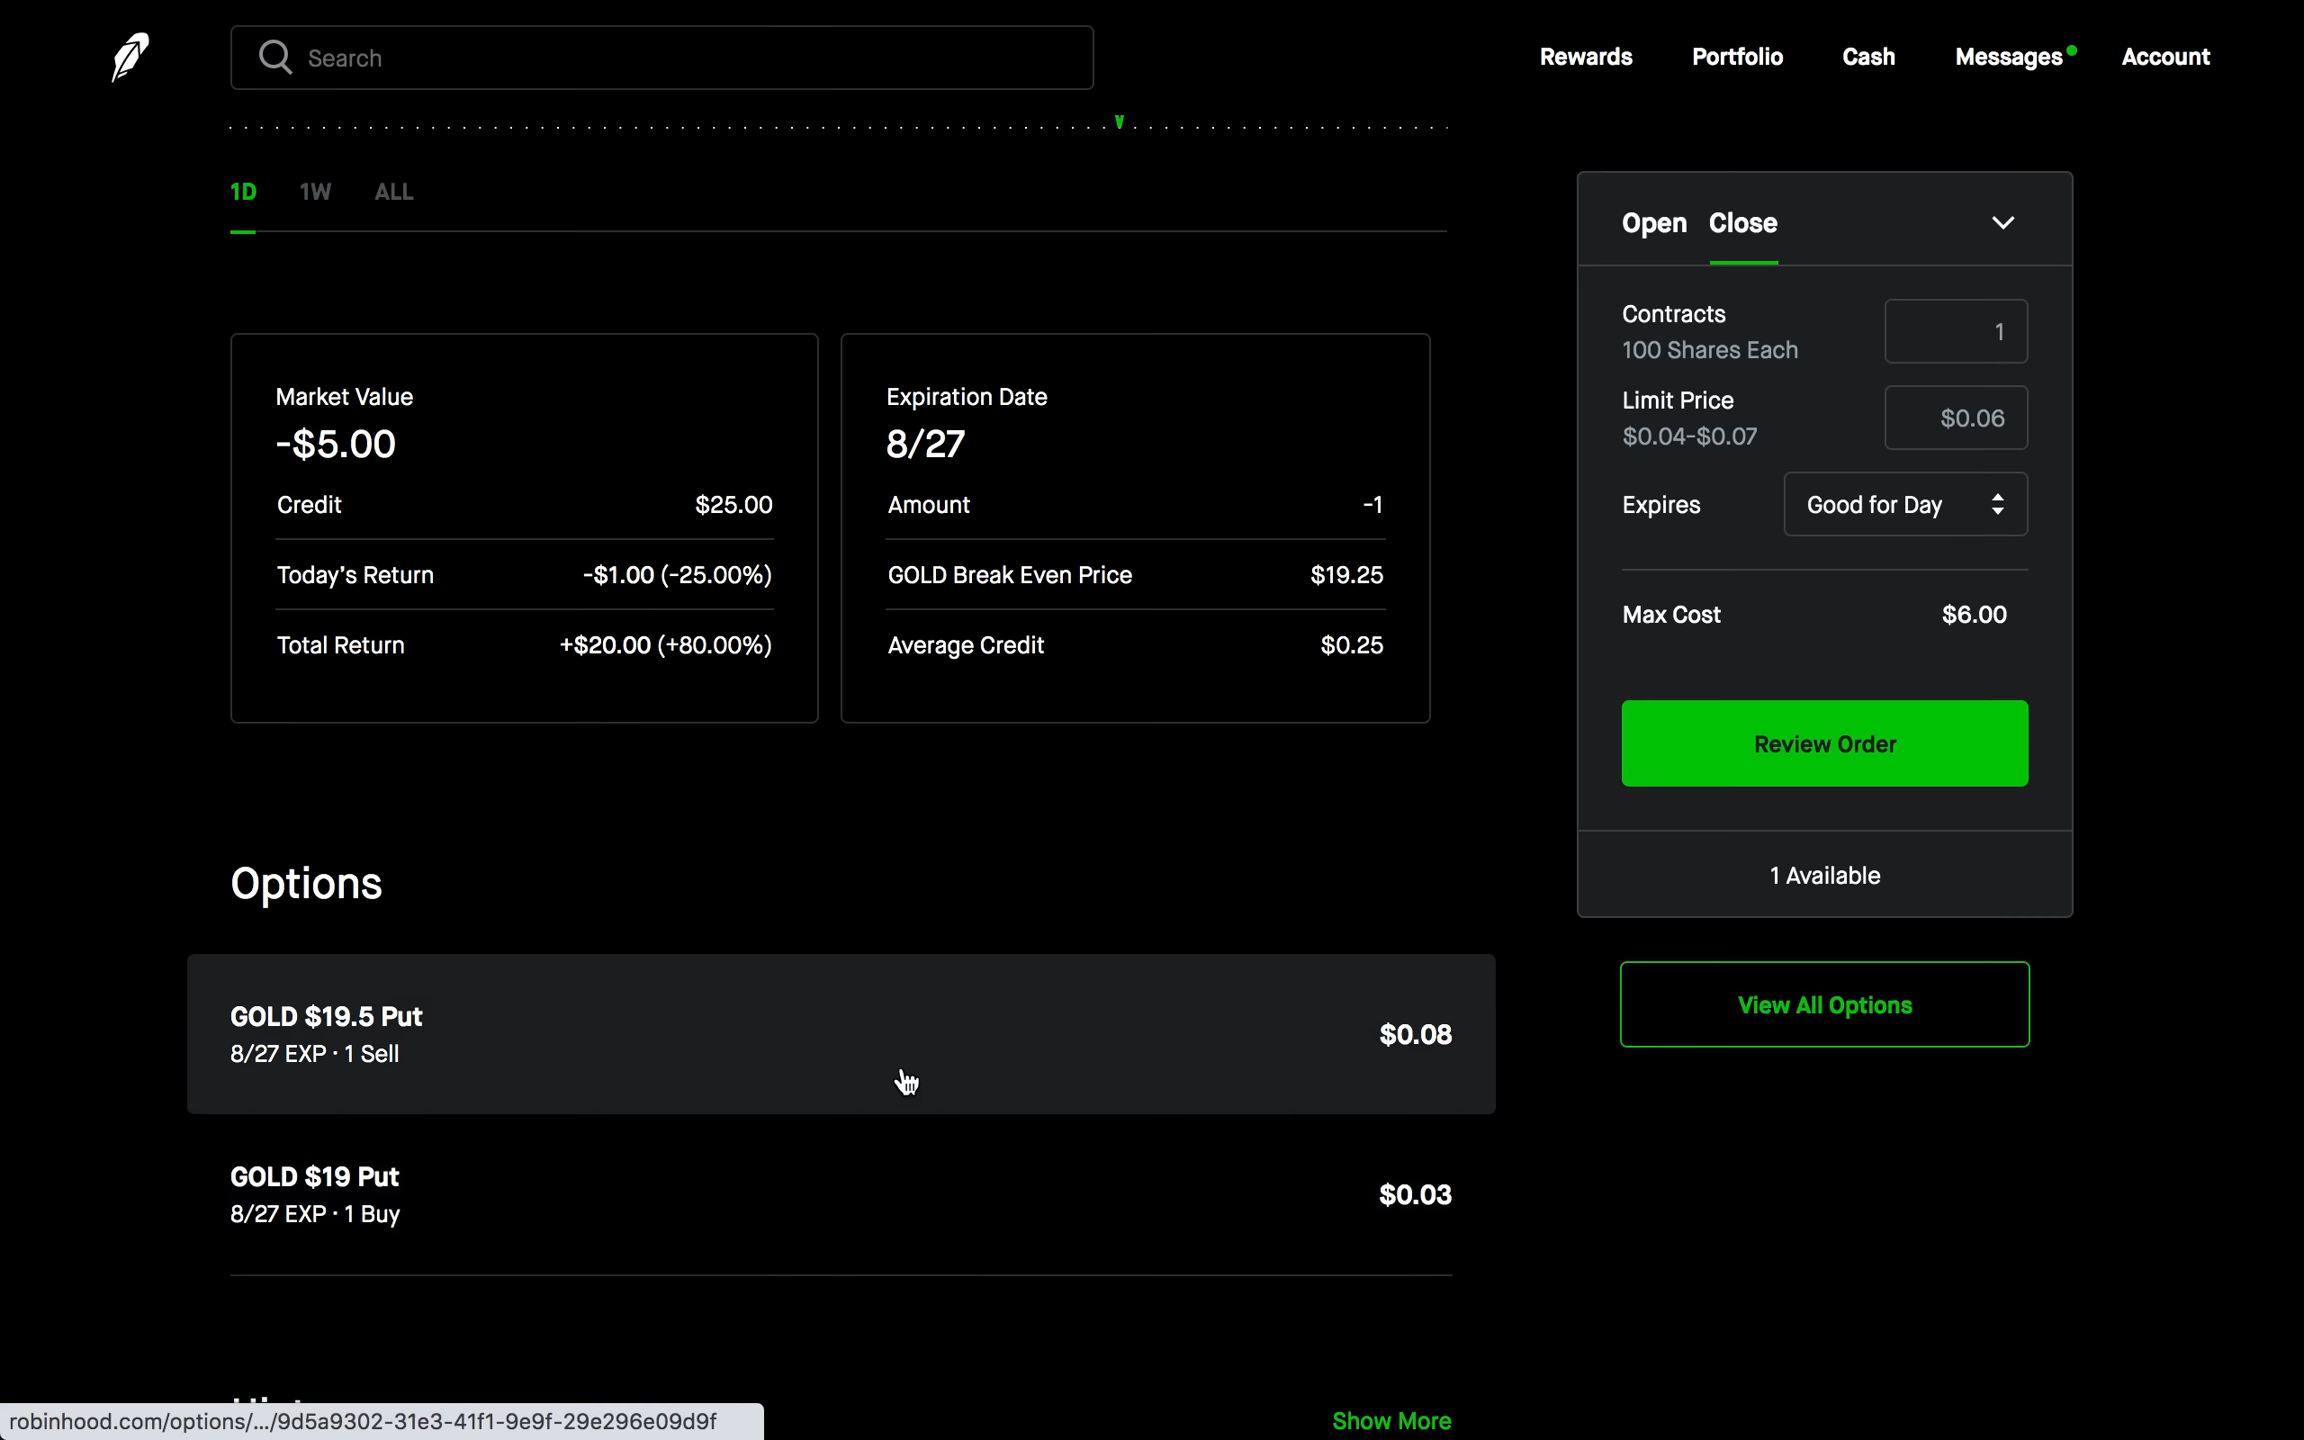 Search
Rewards
Portfolio
Cash
Messages
Account
1D 1W ALL
Market Value
-$5.00
Credit $25.00
Today's Return -$1.00 (-25.00%)
Total Return +$20.00 (+80.00%)
Expiration Date
8/27
Amount -1
GOLD Break Even Price $19.25
Average Credit $0.25
Open Close
Contracts
100 Shares Each
1
Limit Price
$0.04-$0.07
$0.06
Expires Good for Day
Max Cost $6.00
Review Order
1 Available
View All Options
Options
GOLD $19.5 Put
8/27 EXP · 1 Sell
$0.08
GOLD $19 Put
8/27 EXP · 1 Buy
$0.03
Show More
robinhood.com/options/.../9d5a9302-31e3-41f1-9e9f-29e296e09d9f